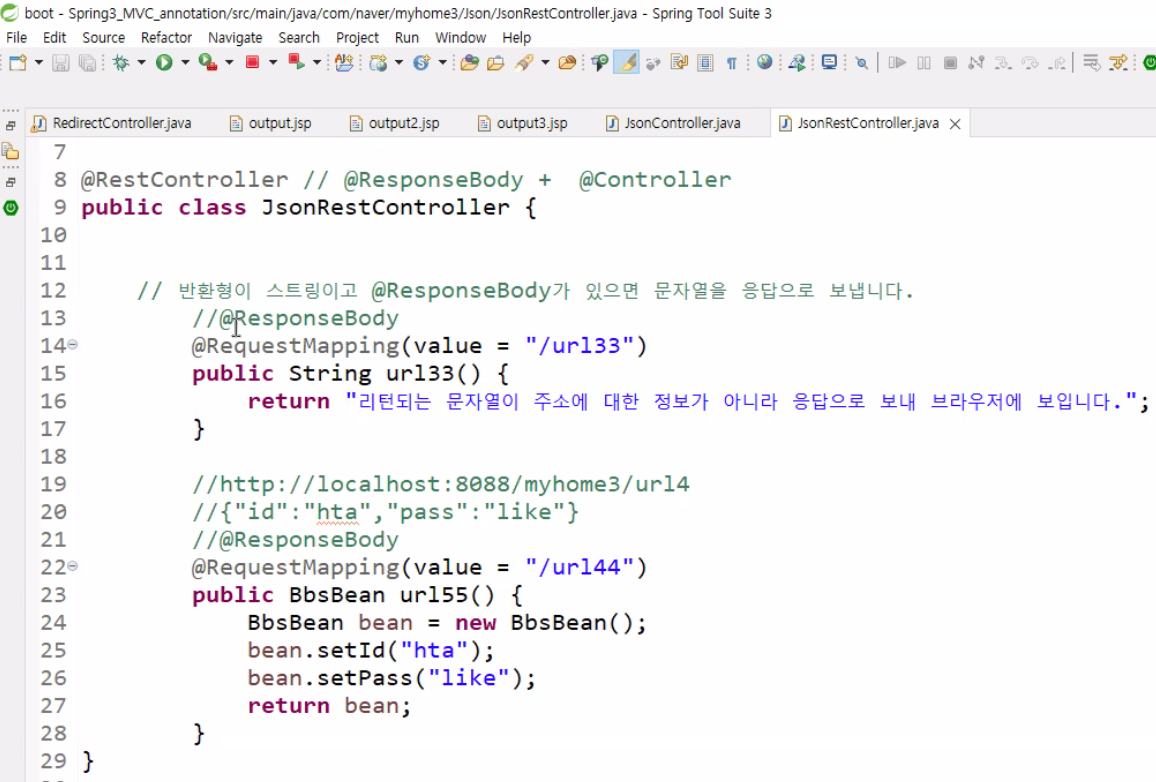 boot - Spring3_MVC_annotation/src/main/java/com/naver/myhome3/Json/JsonRestController.java - Spring Tool Suite 3
File Edit Source Refactor Navigate Search Project Run Window Help
RedirectController.java output.jsp output2.jsp output3.jsp JsonController.java JsonRestController.java
7
8 @RestController // @ResponseBody + @Controller
9 public class JsonRestController {
10
11
12 // 반환형이 스트링이고 @ResponseBody가 있으면 문자열을 응답으로 보냅니다.
13 //@ResponseBody
14 @RequestMapping(value = "/url33")
15 public String url33() {
16 return "리턴되는 문자열이 주소에 대한 정보가 아니라 응답으로 보내 브라우저에 보입니다.";
17 }
18
19 //http://localhost:8088/myhome3/url4
20 //{"id":"hta","pass":"like"}
21 //@ResponseBody
22 @RequestMapping(value = "/url44")
23 public BbsBean url55() {
24 BbsBean bean = new BbsBean();
25 bean.setId("hta");
26 bean.setPass("like");
27 return bean;
28 }
29 }